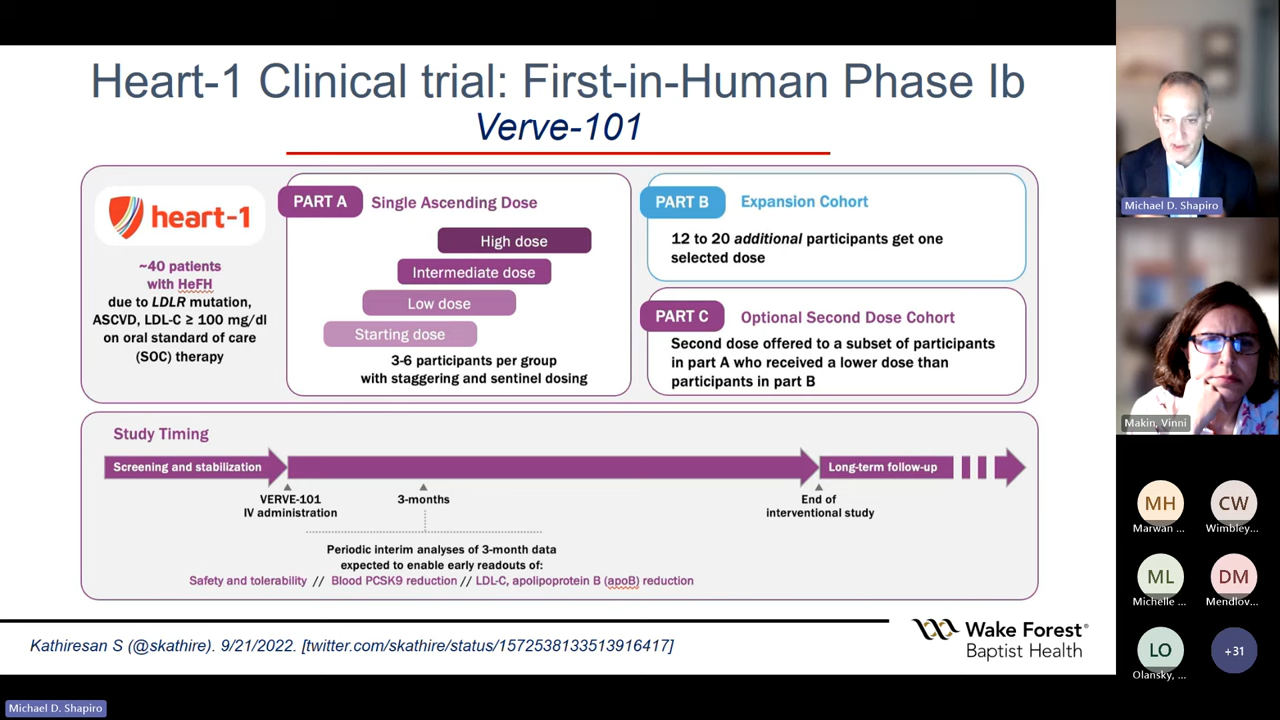 Heart-1 Clinical trial: First-in-Human Phase Ib
Verve-101
heart-1
~40 patients
with HeFH
due to LDLR mutation,
ASCVD, LDL-C ≥ 100 mg/dl
on oral standard of care
(SOC) therapy
PART A
Single Ascending Dose
High dose
Intermediate dose
Low dose
Starting dose
3-6 participants per group
with staggering and sentinel dosing
PART B
Expansion Cohort
12 to 20 additional participants get one
selected dose
PART C
Optional Second Dose Cohort
Second dose offered to a subset of participants
in part A who received a lower dose than
participants in part B
Study Timing
Screening and stabilization
Long-term follow-up
VERVE-101
IV administration
3-months
End of
interventional study
Periodic interim analyses of 3-month data
expected to enable early readouts of:
Safety and tolerability // Blood PCSK9 reduction // LDL-C, apolipoprotein B (apoB) reduction
Kathiresan S (@skathire). 9/21/2022. [twitter.com/skathire/status/1572538133513916417]
Wake Forest®
Baptist Health
Michael D. Shapiro
Michael D. Shapiro
Makin, Vinni
MH
Marwan ...
CW
Wimbley...
ML
Michelle ...
DM
Mendlov...
LO
Olansky, ...
+31